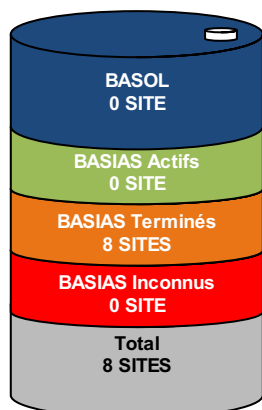 BASOL
0 SITE
BASIAS Actifs
0 SITE
BASIAS Terminés
8 SITES
BASIAS Inconnus
0 SITE
Total
8 SITES